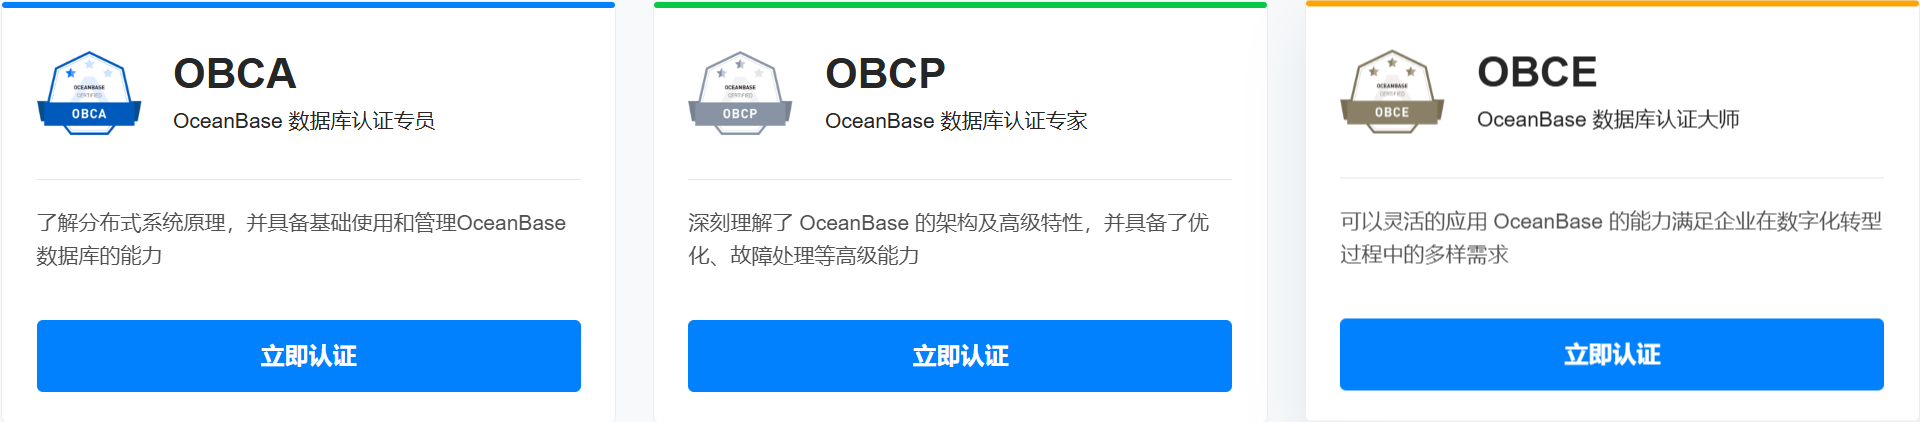 OCEANBASE
CERTIFIED
OBCA
OBCA
OceanBase 数据库认证专员
了解分布式系统原理，并具备基础使用和管理OceanBase
数据库的能力
立即认证
OCEANBASE
CERTIFIED
OBCP
OBCP
OceanBase 数据库认证专家
深刻理解了 OceanBase 的架构及高级特性，并具备了优
化、故障处理等高级能力
立即认证
OCEANBASE
CERTIFIED
OBCE
OBCE
OceanBase 数据库认证大师
可以灵活的应用 OceanBase 的能力满足企业在数字化转型
过程中的多样需求
立即认证